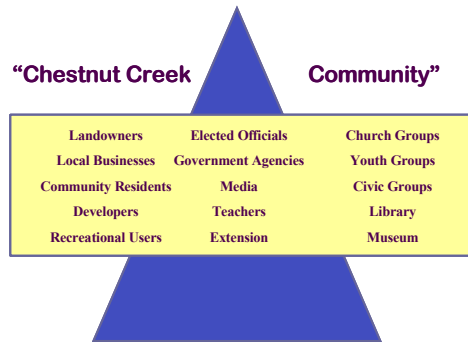 “Chestnut Creek Community”
Landowners Elected Officials Church Groups
Local Businesses Government Agencies Youth Groups
Community Residents Media Civic Groups
Developers Teachers Library
Recreational Users Extension Museum